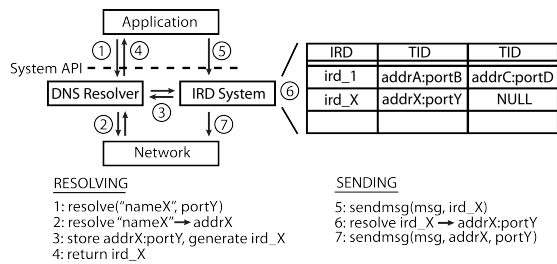 Application
1 4 5
System API
DNS Resolver IRD System
3
6
2 7
Network
IRD TID TID
ird_1 addrA:portB addrC:portD
ird_X addrX:portY NULL
RESOLVING
1: resolve("nameX", portY)
2: resolve "nameX"→addrX
3: store addrX:portY, generate ird_X
4: return ird_X
SENDING
5: sendmsg(msg, ird_X)
6: resolve ird_X → addrX:portY
7: sendmsg(msg, addrX, portY)